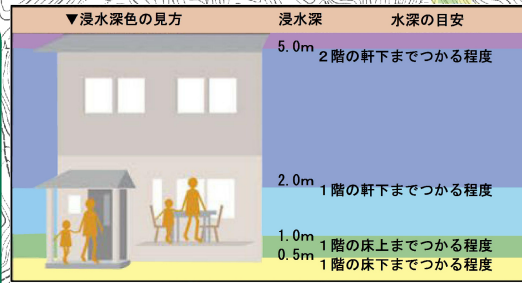 ▼浸水深色の見方 浸水深 水深の目安
5.0m 2階の軒下までつかる程度
2.0m 1階の軒下までつかる程度
1.0m 1階の床上までつかる程度
0.5m 1階の床下までつかる程度